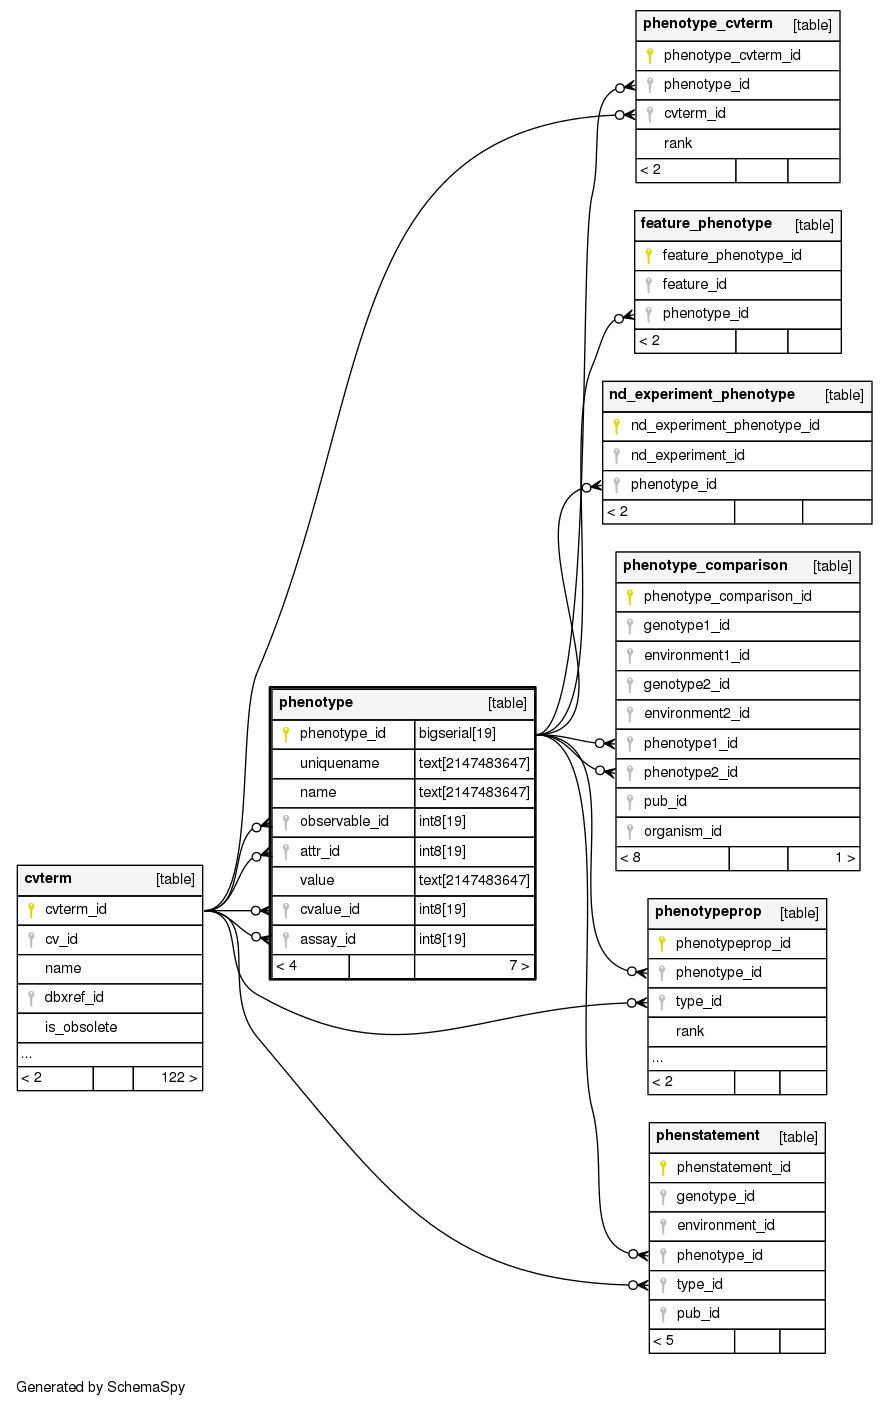 phenotype_cvterm [table]
phenotype_cvterm_id
phenotype_id
cvterm_id
rank
< 2
feature_phenotype [table]
feature_phenotype_id
feature_id
phenotype_id
< 2
nd_experiment_phenotype [table]
nd_experiment_phenotype_id
nd_experiment_id
phenotype_id
< 2
phenotype_comparison [table]
phenotype_comparison_id
genotype1_id
environment1_id
genotype2_id
environment2_id
phenotype1_id
phenotype2_id
pub_id
organism_id
< 8 1 >
phenotype [table]
phenotype_id bigserial[19]
uniquename text[2147483647]
name text[2147483647]
observable_id int8[19]
attr_id int8[19]
value text[2147483647]
cvalue_id int8[19]
assay_id int8[19]
< 4 7 >
cvterm [table]
cvterm_id
cv_id
name
dbxref_id
is_obsolete
...
< 2 122 >
phenotypeprop [table]
phenotypeprop_id
phenotype_id
type_id
rank
...
< 2
phenstatement [table]
phenstatement_id
genotype_id
environment_id
phenotype_id
type_id
pub_id
< 5
Generated by SchemaSpy